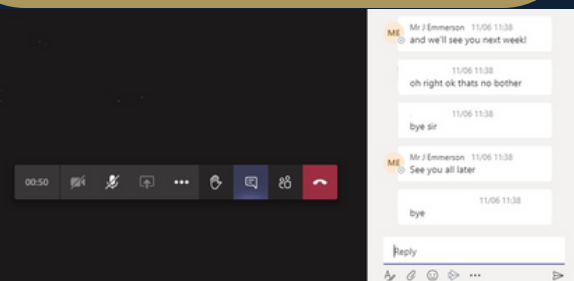 Mr J Emmerson 11/06 11:38
ME
and we'll see you next week!
11/06 11:38
oh right ok thats no bother
11/06 11:38
bye sir
Mr J Emmerson 11/06 11:38
ME
See you all later
11/06 11:38
bye
00:50
Reply